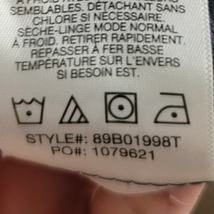 SEMBLABLES. DÉTACHANT SANS
CHLORE SI NÉCESSAIRE.
SÈCHE-LINGE MODE NORMAL
À FROID. RETIRER RAPIDEMENT.
REPASSER À FER BASSE
TEMPÉRATURE SUR L'ENVERS
SI BESOIN EST.
STYLE#: 89B01998T
PO#: 1079621